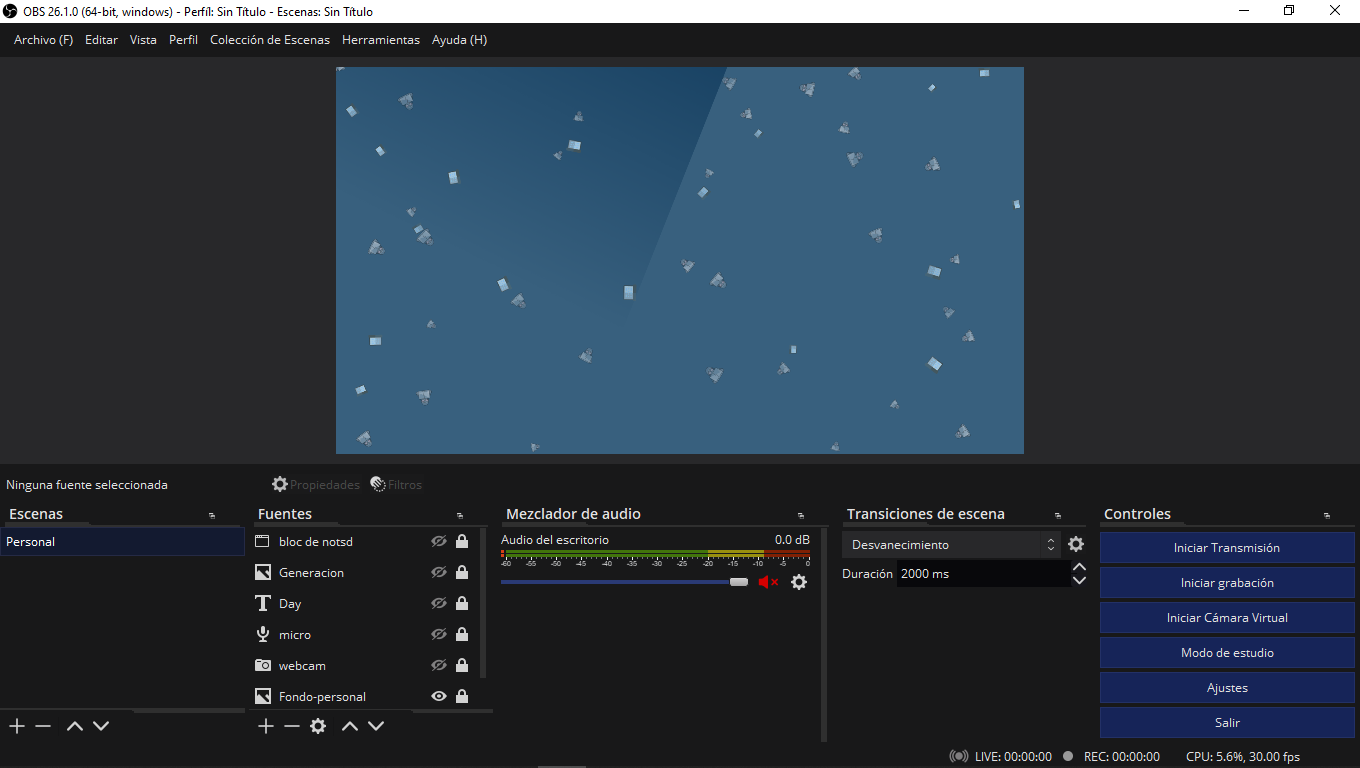 OBS 26.1.0 (64-bit, windows) - Perfil: Sin Título - Escenas: Sin Título
Archivo (F) Editar Vista Perfil Colección de Escenas Herramientas Ayuda (H)
Ninguna fuente seleccionada Propiedades Filtros
Escenas
Personal
Fuentes
bloc de notsd
Generacion
Day
micro
webcam
Fondo-personal
Mezclador de audio
Audio del escritorio 0.0 dB
-60 -55 -50 -45 -40 -35 -30 -25 -20 -15 -10 -5 0
Transiciones de escena
Desvanecimiento
Duración 2000 ms
Controles
Iniciar Transmisión
Iniciar grabación
Iniciar Cámara Virtual
Modo de estudio
Ajustes
Salir
LIVE: 00:00:00 REC: 00:00:00 CPU: 5.6%, 30.00 fps